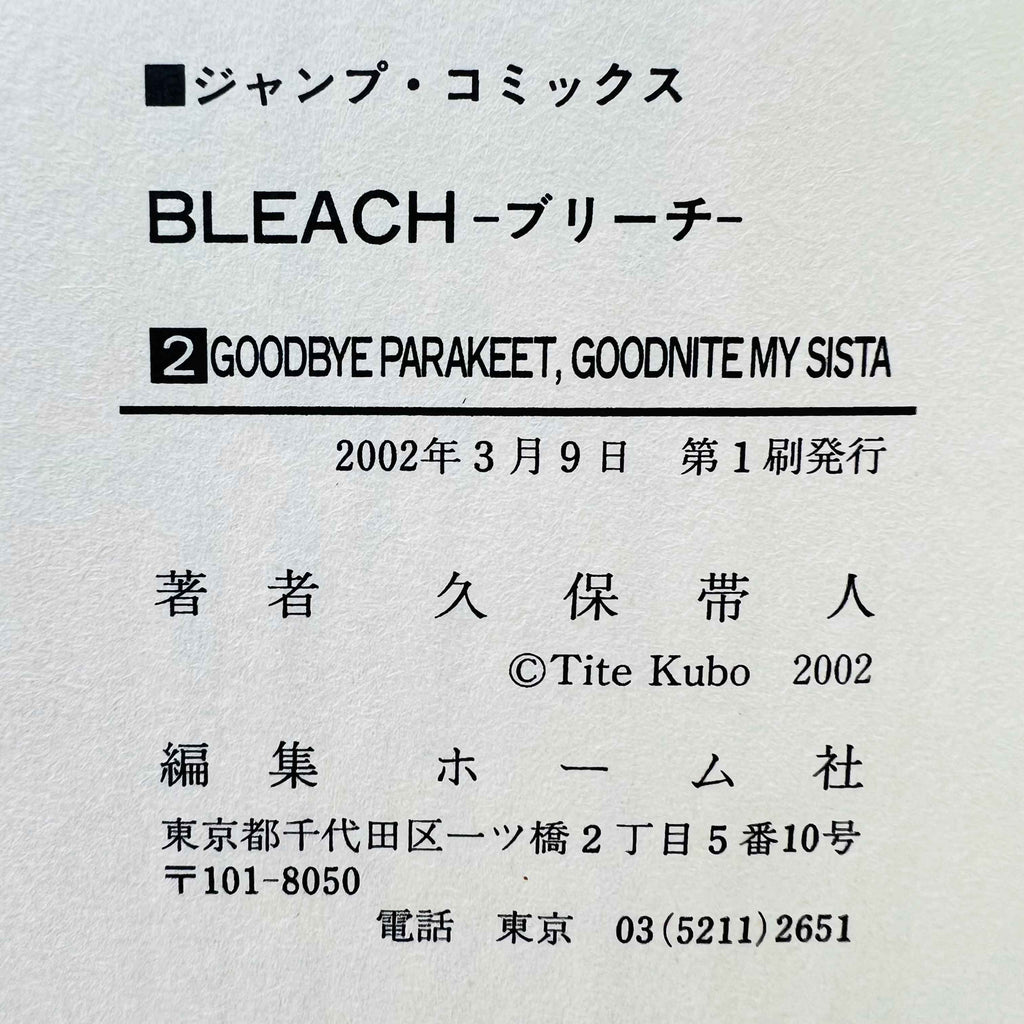 ■ジャンプ・コミックス
BLEACH-ブリーチ-
2 GOODBYE PARAKEET, GOODNITE MY SISTA
2002年3月9日 第1刷発行
著者 久保帯人
©Tite Kubo 2002
編集 ホーム社
東京都千代田区一ツ橋2丁目5番10号
〒101-8050
電話 東京 03(5211)2651